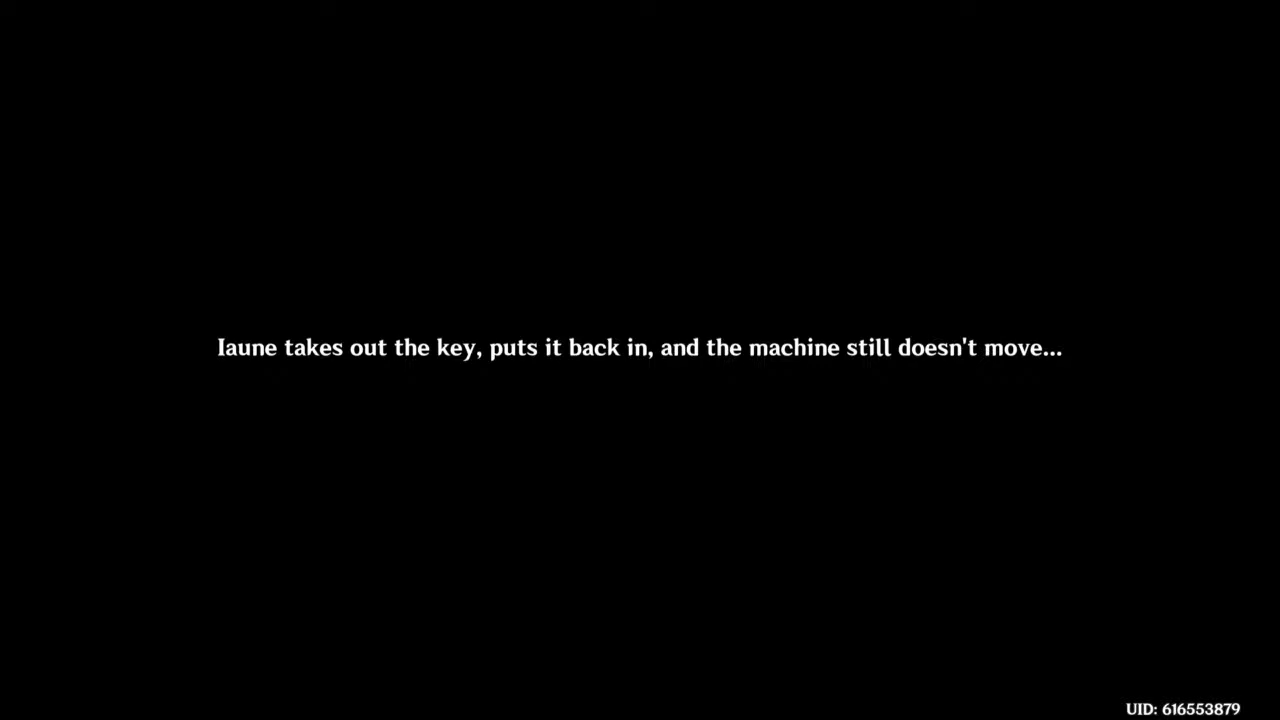 Iaune takes out the key, puts it back in, and the machine still doesn't move...
UID: 616553879